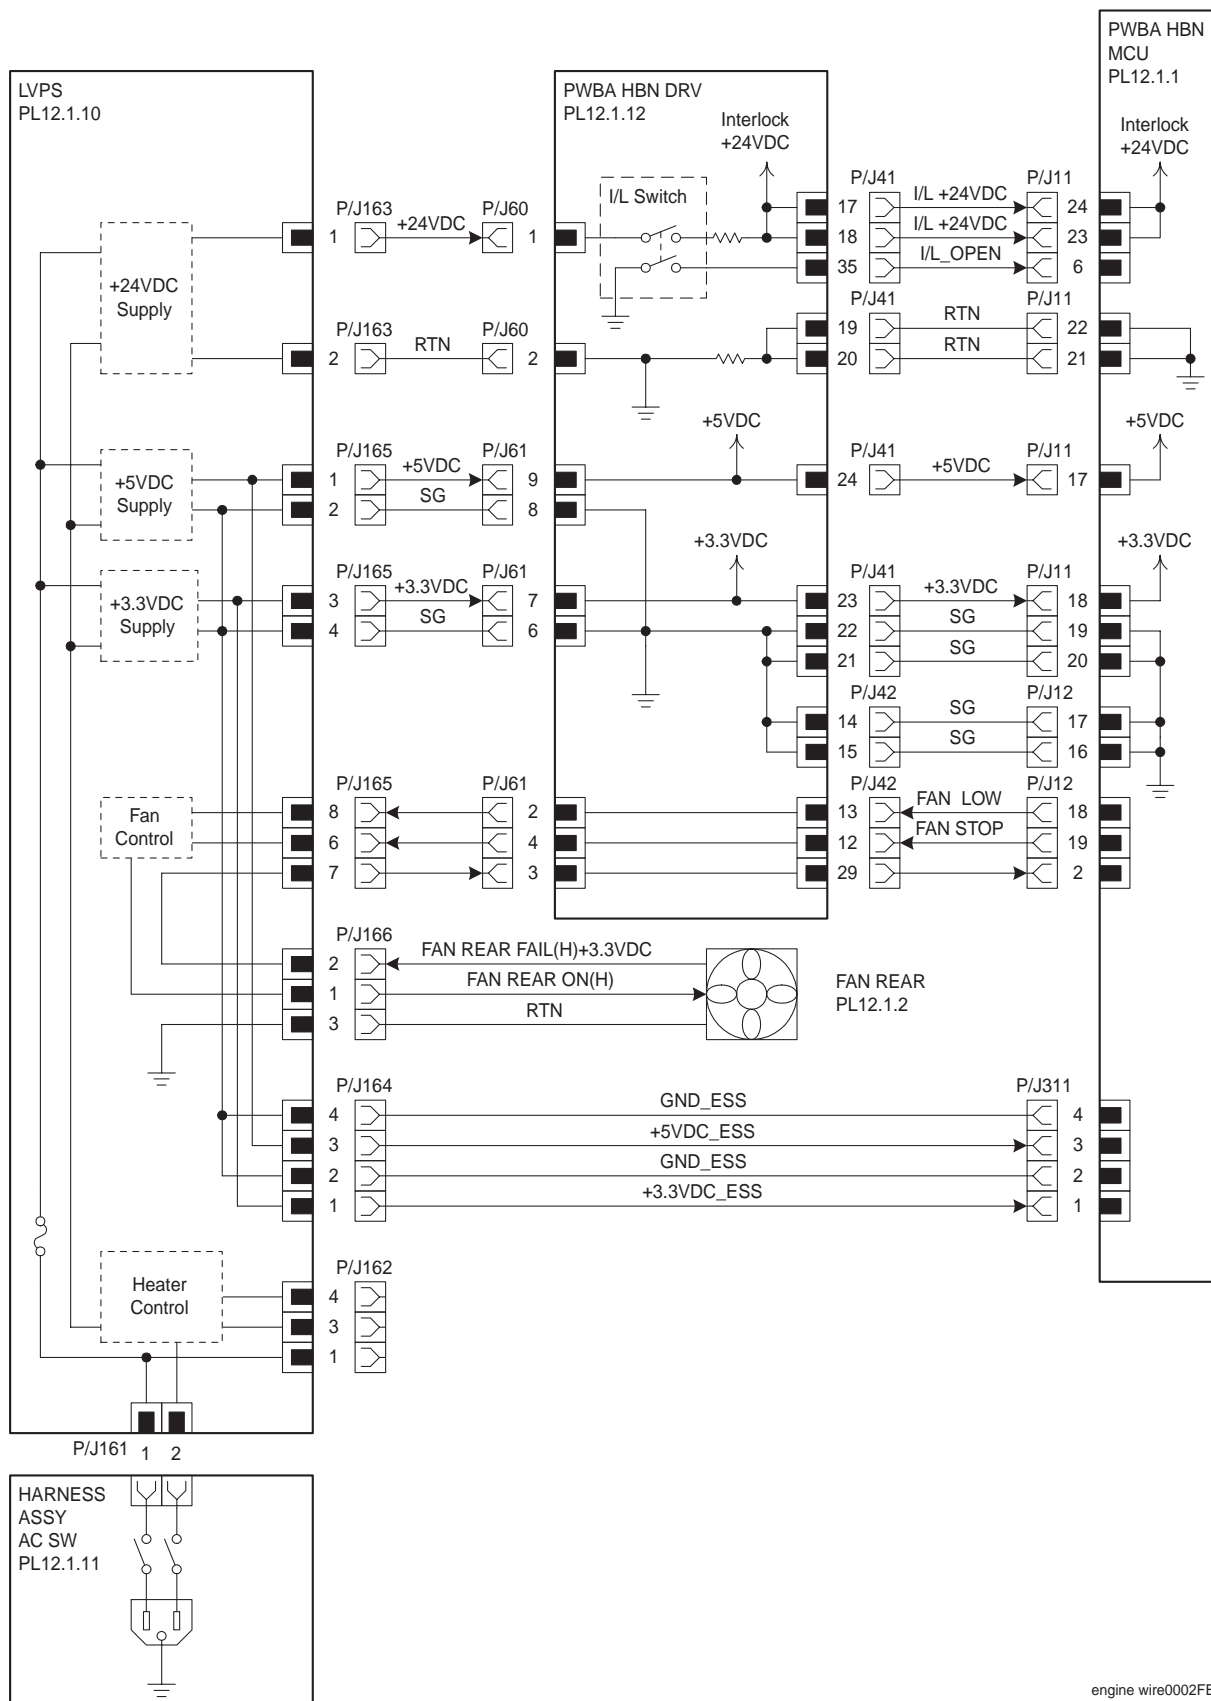 PWBA HBN
MCU
PL12.1.1
LVPS
PL12.1.10
PWBA HBN DRV
PL12.1.12
Interlock
+24VDC
Interlock
+24VDC
I/L Switch
P/J163
+24VDC
P/J60
1
1
P/J41
I/L +24VDC
P/J11
17
24
I/L +24VDC
18
23
I/L_OPEN
35
6
+24VDC
Supply
P/J163
RTN
P/J60
2
2
P/J41
RTN
P/J11
19
22
RTN
20
21
+5VDC
+5VDC
+5VDC
Supply
P/J165
+5VDC
P/J61
1
9
SG
2
8
P/J41
+5VDC
P/J11
24
17
+3.3VDC
+3.3VDC
+3.3VDC
Supply
P/J165
+3.3VDC
P/J61
3
7
SG
4
6
P/J41
+3.3VDC
P/J11
23
18
SG
22
19
SG
21
20
P/J42
SG
P/J12
14
17
SG
15
16
Fan
Control
P/J165
P/J61
8
2
6
4
7
3
P/J42
FAN LOW
P/J12
13
18
FAN STOP
12
19
29
2
P/J166
FAN REAR FAIL(H)+3.3VDC
2
FAN REAR ON(H)
1
RTN
3
FAN REAR
PL12.1.2
P/J164
P/J311
GND_ESS
4
4
+5VDC_ESS
3
3
GND_ESS
2
2
+3.3VDC_ESS
1
1
Heater
Control
P/J162
4
3
1
P/J161
1
2
HARNESS
ASSY
AC SW
PL12.1.11